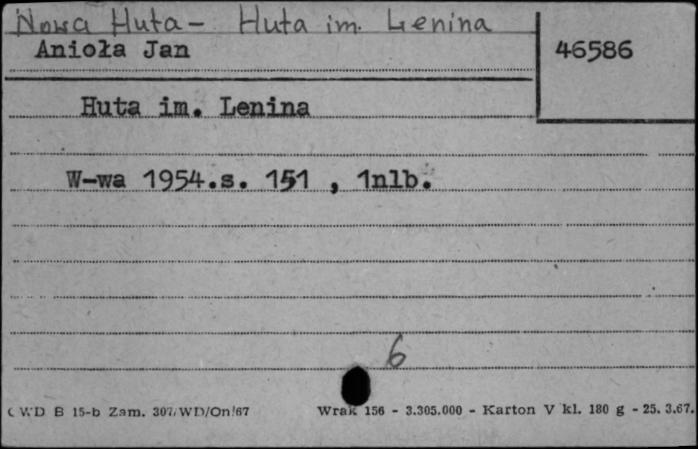 Nowa Huta - Huta im. Lenina
Anioła Jan
46586
Huta im. Lenina
W-wa 1954.s. 151 , 1nlb.
6
CWD B 15-b Zam. 307/WD/On/67
Wrak 156 - 3.305.000 - Karton V kl. 180 g - 25. 3.67.